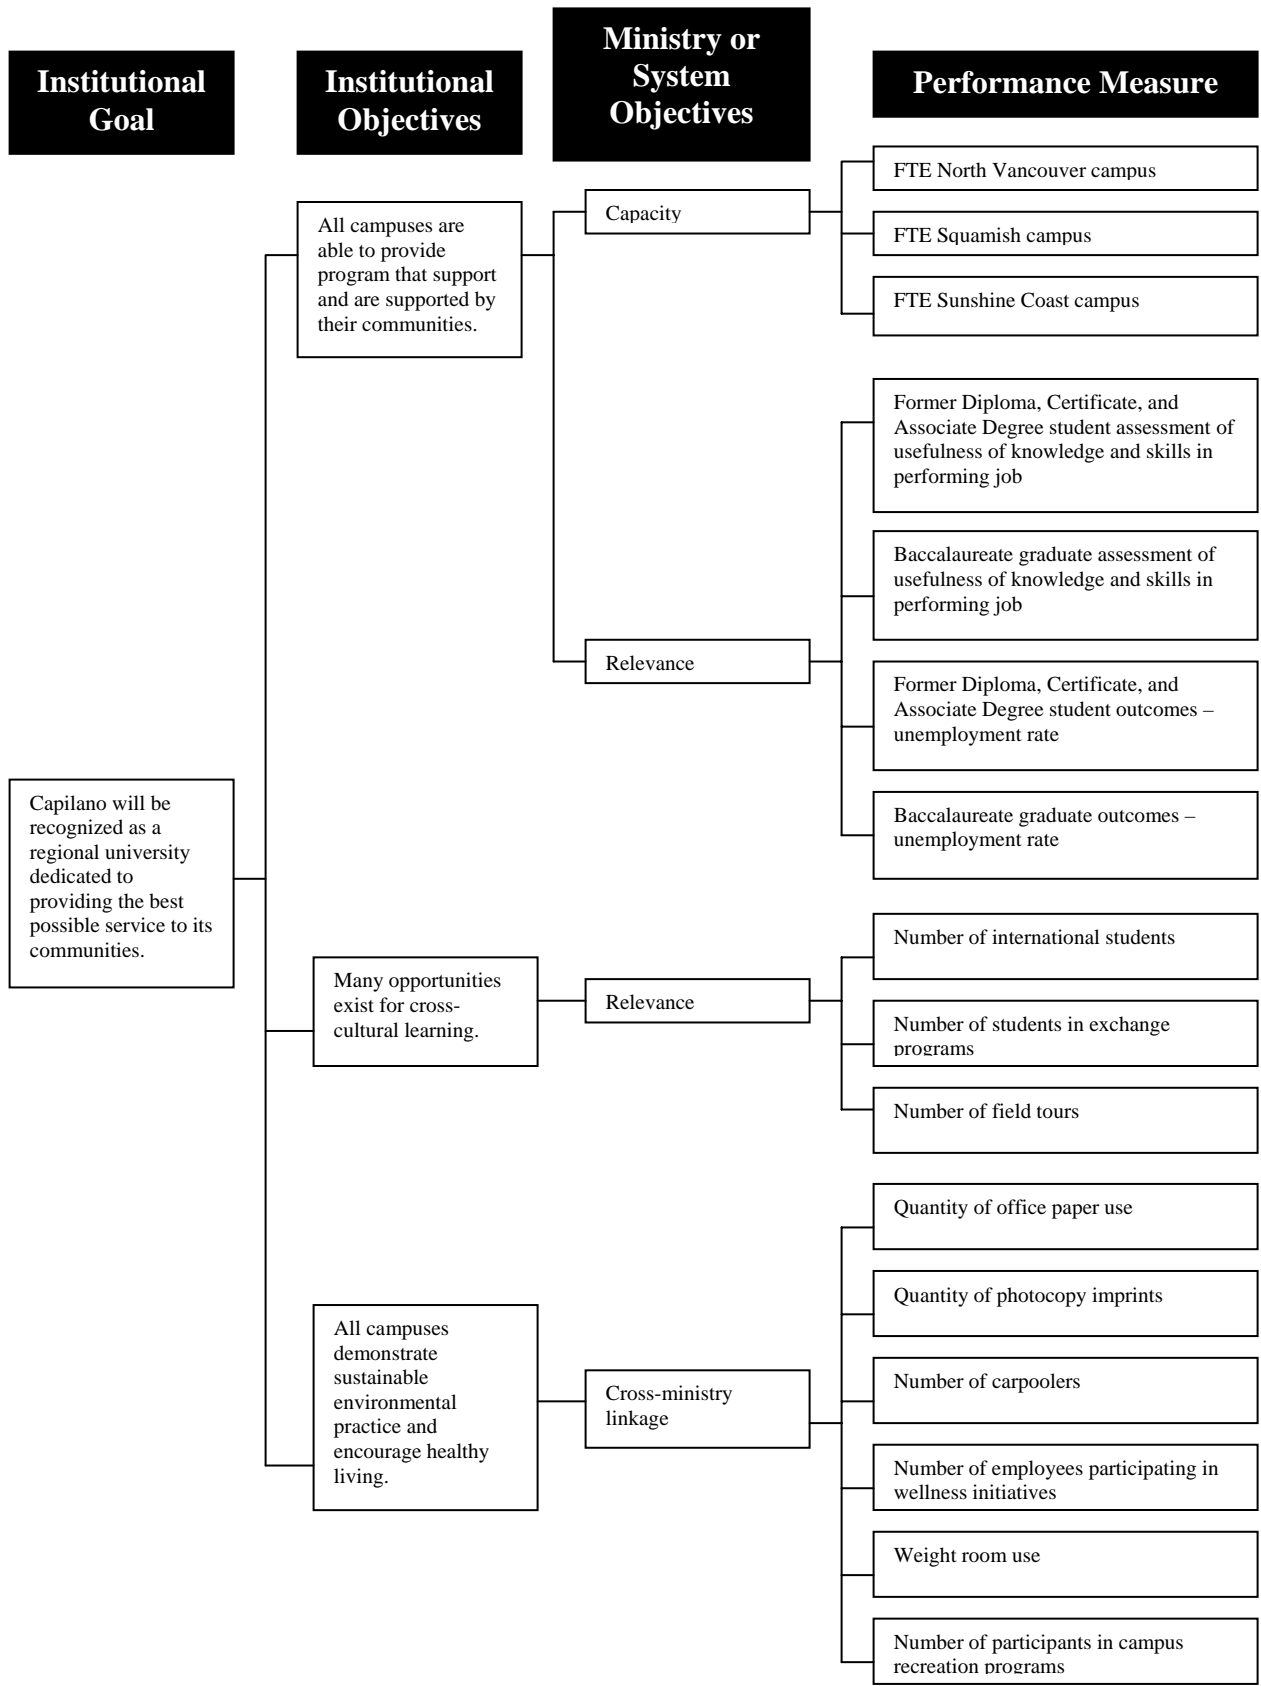 Institutional
Goal
Institutional
Objectives
Ministry or
System
Objectives
Performance Measure
Capilano will be
recognized as a
regional university
dedicated to
providing the best
possible service to its
communities.
All campuses are
able to provide
program that support
and are supported by
their communities.
Capacity
FTE North Vancouver campus
FTE Squamish campus
FTE Sunshine Coast campus
Relevance
Former Diploma, Certificate, and
Associate Degree student assessment of
usefulness of knowledge and skills in
performing job
Baccalaureate graduate assessment of
usefulness of knowledge and skills in
performing job
Former Diploma, Certificate, and
Associate Degree student outcomes –
unemployment rate
Baccalaureate graduate outcomes –
unemployment rate
Many opportunities
exist for cross-
cultural learning.
Relevance
Number of international students
Number of students in exchange
programs
Number of field tours
All campuses
demonstrate
sustainable
environmental
practice and
encourage healthy
living.
Cross-ministry
linkage
Quantity of office paper use
Quantity of photocopy imprints
Number of carpoolers
Number of employees participating in
wellness initiatives
Weight room use
Number of participants in campus
recreation programs